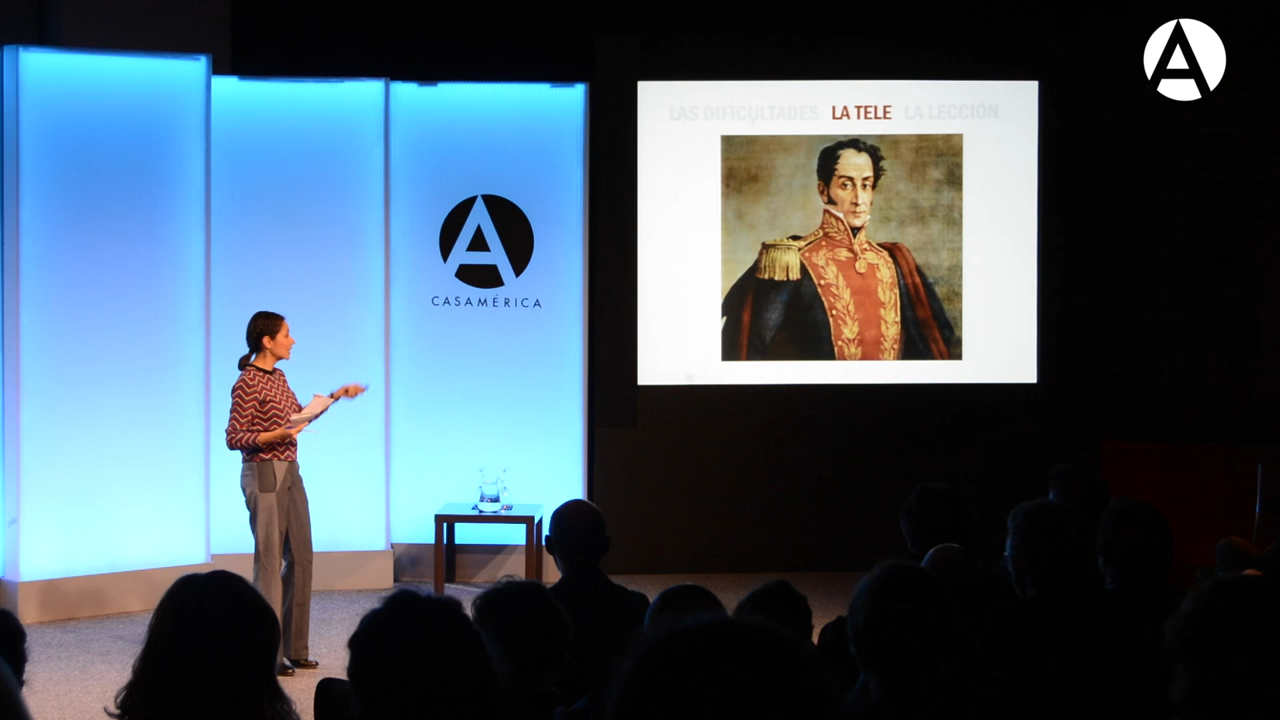 A
LAS DIFICULTADES LA TELE LA LECCIÓN
A
CASAMÉRICA